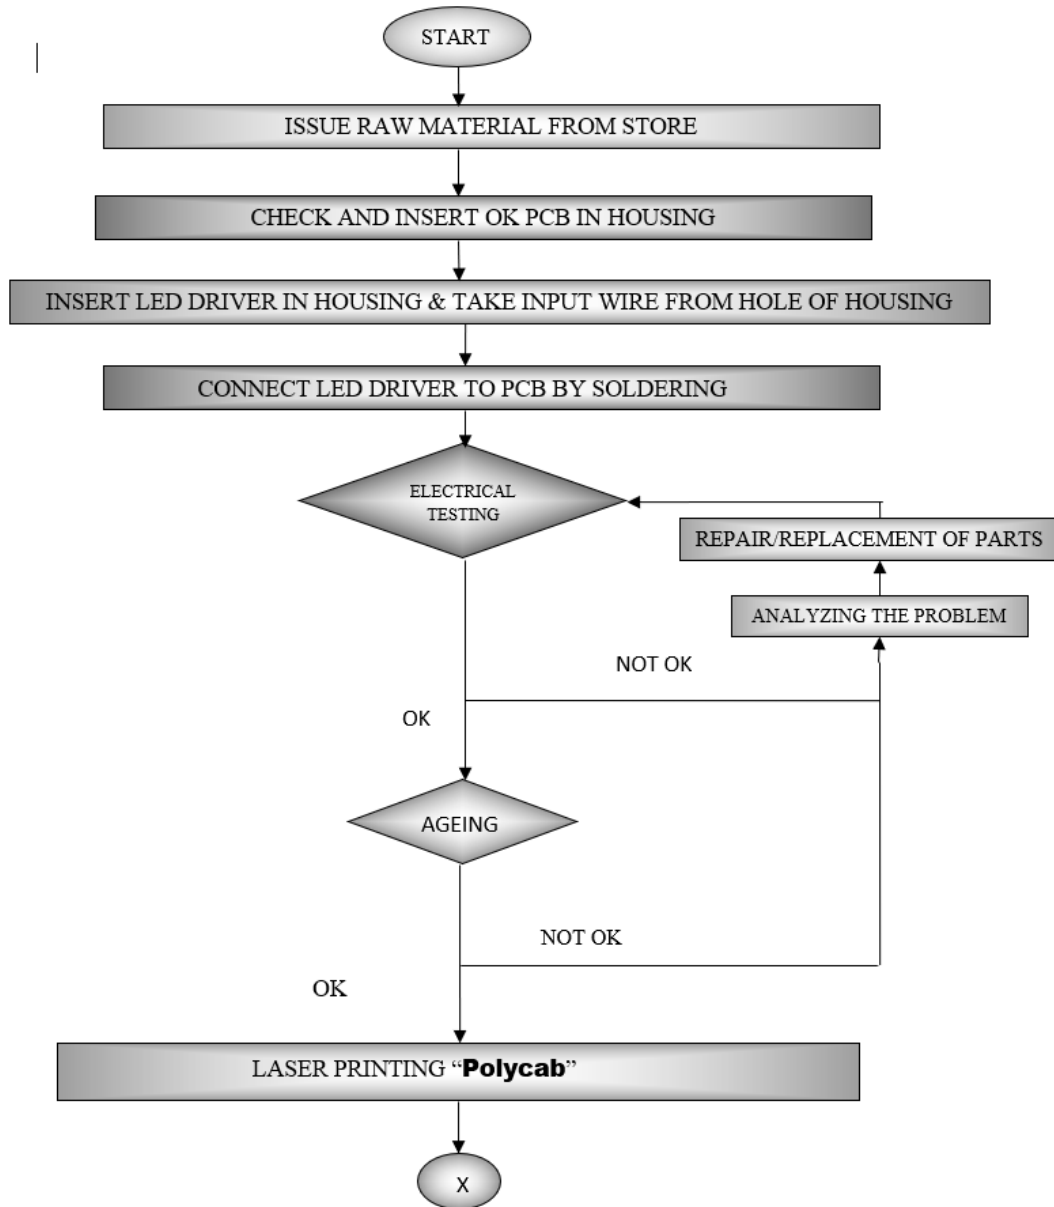 START
ISSUE RAW MATERIAL FROM STORE
CHECK AND INSERT OK PCB IN HOUSING
INSERT LED DRIVER IN HOUSING & TAKE INPUT WIRE FROM HOLE OF HOUSING
CONNECT LED DRIVER TO PCB BY SOLDERING
ELECTRICAL
TESTING
REPAIR/REPLACEMENT OF PARTS
ANALYZING THE PROBLEM
NOT OK
OK
AGEING
NOT OK
OK
LASER PRINTING “Polycab”
X